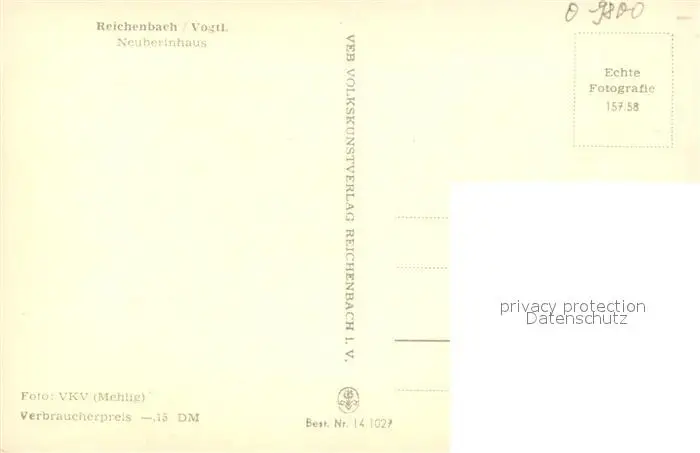 Reichenbach / Vogtl.
Neuberinhaus
VEB VOLKSKUNSTVERLAG REICHENBACH I. V.
O-9800
Echte
Fotografie
157/58
privacy protection
Datenschutz
Foto: VKV (Mehlig)
Verbraucherpreis —.15 DM
Best. Nr. 14 1027